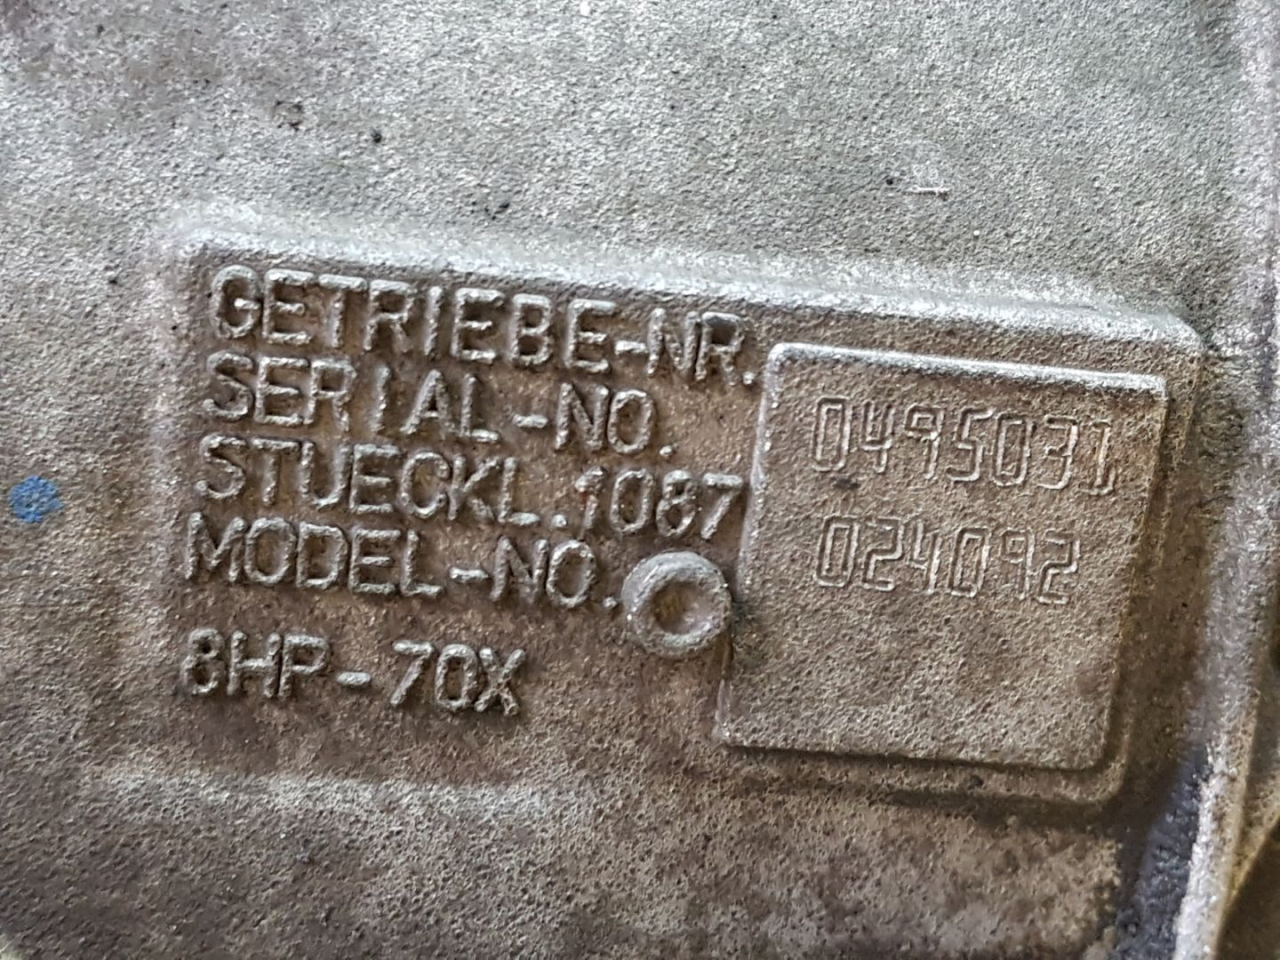 GETRIEBE-NR.
SERIAL-NO. 0495031
STUECKL.1087
MODEL-NO. 024092
8HP-70X